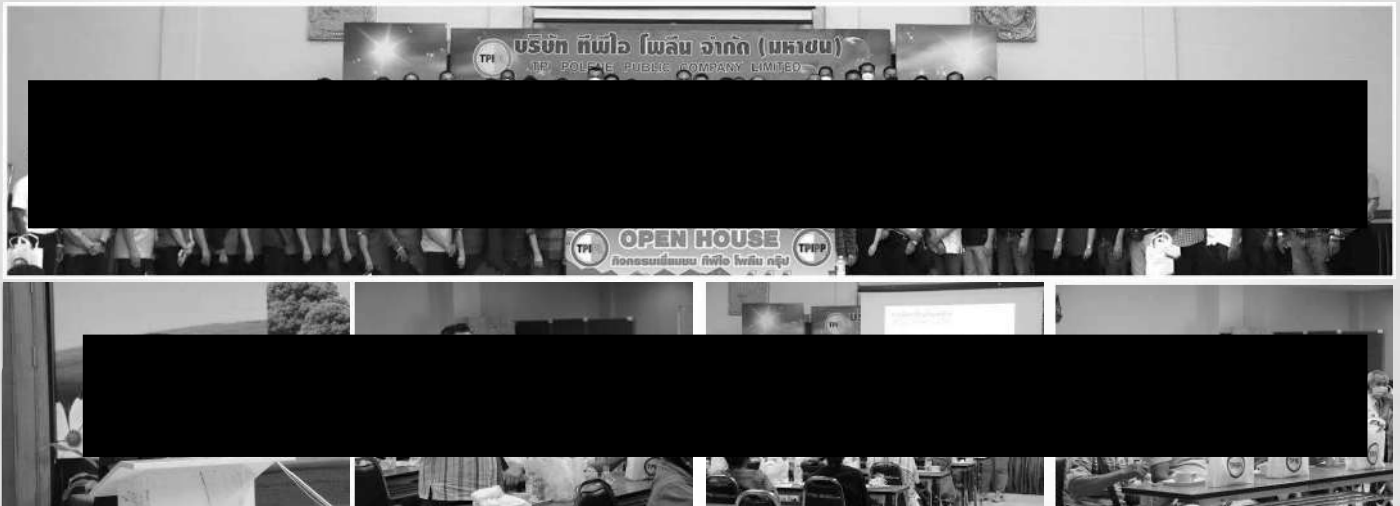 บริษัท ทีพีไอ โพลีน จำกัด (มหาชน)
TPI POLENE PUBLIC COMPANY LIMITED
TPI
OPEN HOUSE
กิจกรรมเยี่ยมชม ทีพีไอ โพลีน กรุ๊ป
TPIPP